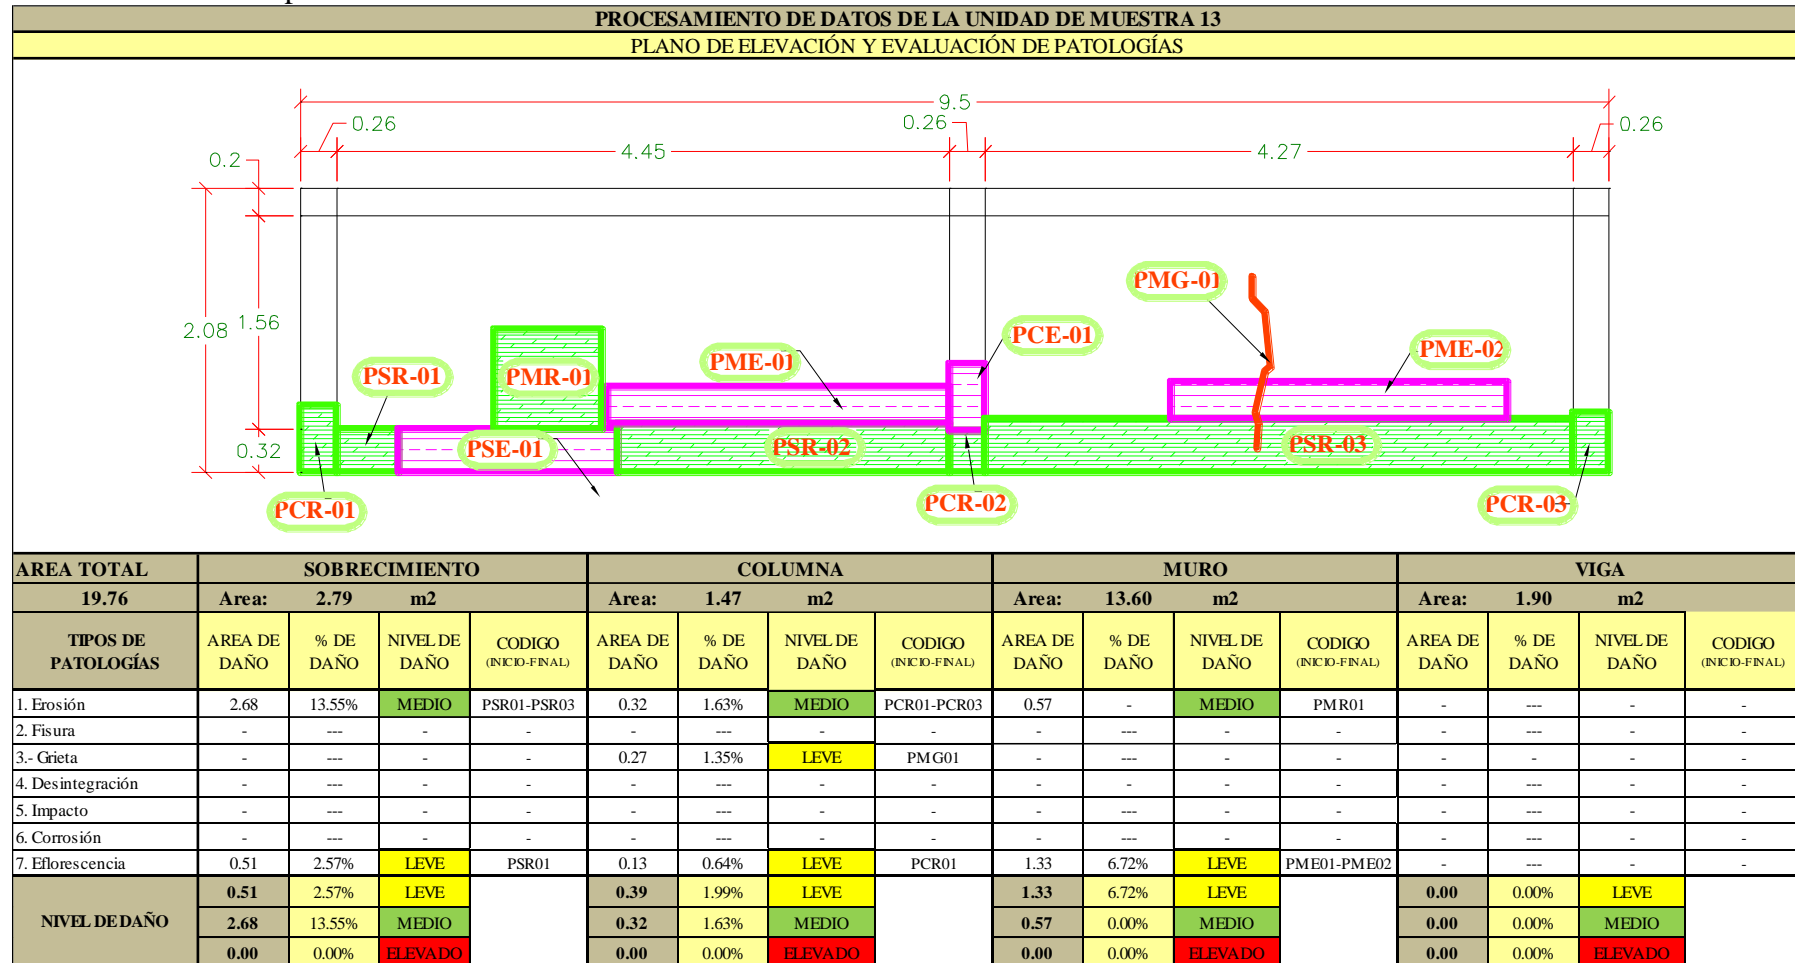 PROCESAMIENTO DE DATOS DE LA UNIDAD DE MUESTRA 13
PLANO DE ELEVACIÓN Y EVALUACIÓN DE PATOLOGÍAS
9.5
0.26 0.26 0.26
4.45 4.27
0.2
2.08 1.56
0.32
PMG-01
PCE-01
PME-01 PME-02
PSR-01 PMR-01
PSE-01 PSR-02 PSR-03
PCR-01 PCR-02 PCR-03
AREA TOTAL SOBRECIMIENTO COLUMNA MURO VIGA
19.76 Area: 2.79 m2 Area: 1.47 m2 Area: 13.60 m2 Area: 1.90 m2
TIPOS DE PATOLOGÍAS AREA DE DAÑO % DE DAÑO NIVEL DE DAÑO CODIGO (INICIO-FINAL) AREA DE DAÑO % DE DAÑO NIVEL DE DAÑO CODIGO (INICIO-FINAL) AREA DE DAÑO % DE DAÑO NIVEL DE DAÑO CODIGO (INICIO-FINAL) AREA DE DAÑO % DE DAÑO NIVEL DE DAÑO CODIGO (INICIO-FINAL)
1. Erosión 2.68 13.55% MEDIO PSR01-PSR03 0.32 1.63% MEDIO PCR01-PCR03 0.57 - MEDIO PMR01 - --- - -
2. Fisura - --- - - - --- - - - --- - - - --- - -
3.- Grieta - --- - - 0.27 1.35% LEVE PMG01 - --- - - - - - -
4. Desintegración - --- - - - --- - - - --- - - - --- - -
5. Impacto - --- - - - --- - - - --- - - - --- - -
6. Corrosión - --- - - - --- - - - --- - - - --- - -
7. Eflorescencia 0.51 2.57% LEVE PSR01 0.13 0.64% LEVE PCR01 1.33 6.72% LEVE PME01-PME02 - --- - -
0.51 2.57% LEVE 0.39 1.99% LEVE 1.33 6.72% LEVE 0.00 0.00% LEVE
NIVEL DE DAÑO 2.68 13.55% MEDIO 0.32 1.63% MEDIO 0.57 0.00% MEDIO 0.00 0.00% MEDIO
0.00 0.00% ELEVADO 0.00 0.00% ELEVADO 0.00 0.00% ELEVADO 0.00 0.00% ELEVADO